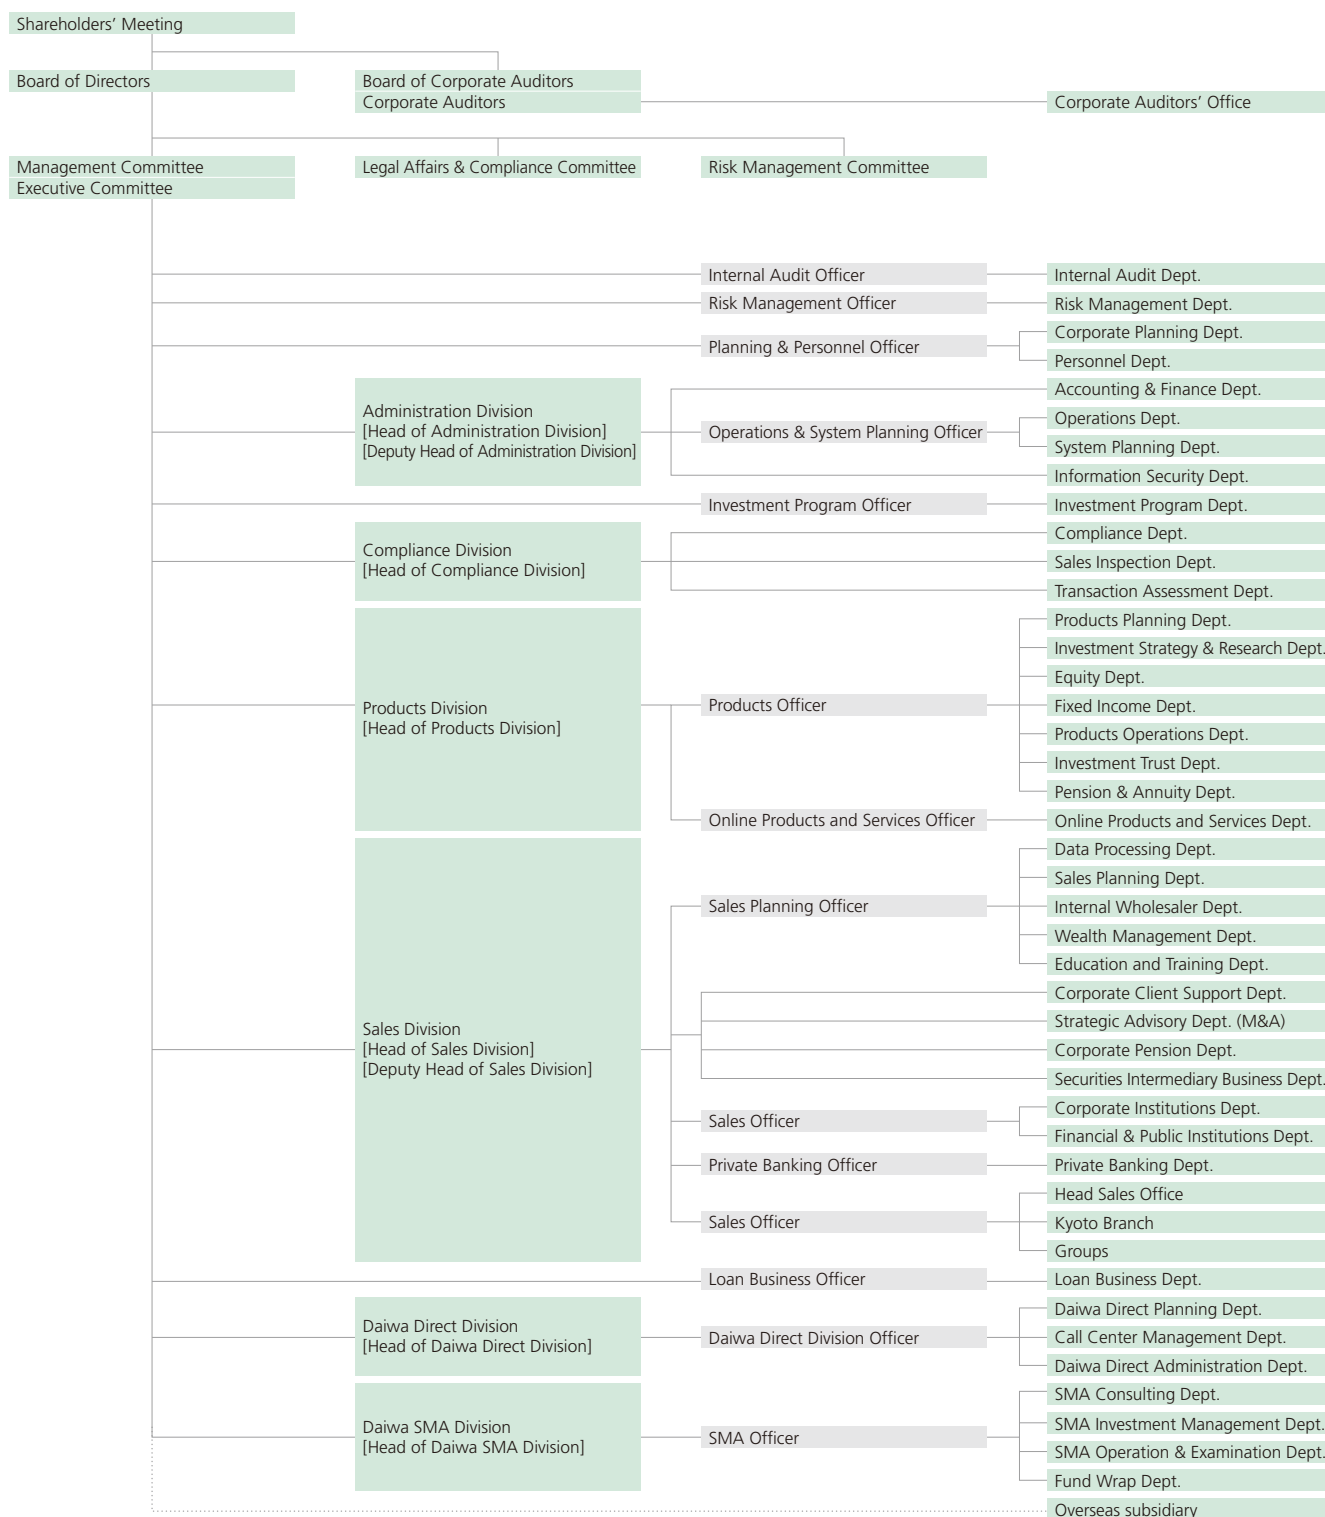 Shareholders’ Meeting
Board of Directors
Board of Corporate Auditors
Corporate Auditors
Corporate Auditors’ Office
Management Committee
Executive Committee
Legal Affairs & Compliance Committee
Risk Management Committee
Internal Audit Officer
Internal Audit Dept.
Risk Management Officer
Risk Management Dept.
Planning & Personnel Officer
Corporate Planning Dept.
Personnel Dept.
Administration Division
[Head of Administration Division]
[Deputy Head of Administration Division]
Accounting & Finance Dept.
Operations & System Planning Officer
Operations Dept.
System Planning Dept.
Information Security Dept.
Investment Program Officer
Investment Program Dept.
Compliance Division
[Head of Compliance Division]
Compliance Dept.
Sales Inspection Dept.
Transaction Assessment Dept.
Products Division
[Head of Products Division]
Products Officer
Products Planning Dept.
Investment Strategy & Research Dept.
Equity Dept.
Fixed Income Dept.
Products Operations Dept.
Investment Trust Dept.
Pension & Annuity Dept.
Online Products and Services Officer
Online Products and Services Dept.
Sales Division
[Head of Sales Division]
[Deputy Head of Sales Division]
Sales Planning Officer
Data Processing Dept.
Sales Planning Dept.
Internal Wholesaler Dept.
Wealth Management Dept.
Education and Training Dept.
Corporate Client Support Dept.
Strategic Advisory Dept. (M&A)
Corporate Pension Dept.
Securities Intermediary Business Dept.
Sales Officer
Corporate Institutions Dept.
Financial & Public Institutions Dept.
Private Banking Officer
Private Banking Dept.
Sales Officer
Head Sales Office
Kyoto Branch
Groups
Loan Business Officer
Loan Business Dept.
Daiwa Direct Division
[Head of Daiwa Direct Division]
Daiwa Direct Division Officer
Daiwa Direct Planning Dept.
Call Center Management Dept.
Daiwa Direct Administration Dept.
Daiwa SMA Division
[Head of Daiwa SMA Division]
SMA Officer
SMA Consulting Dept.
SMA Investment Management Dept.
SMA Operation & Examination Dept.
Fund Wrap Dept.
Overseas subsidiary